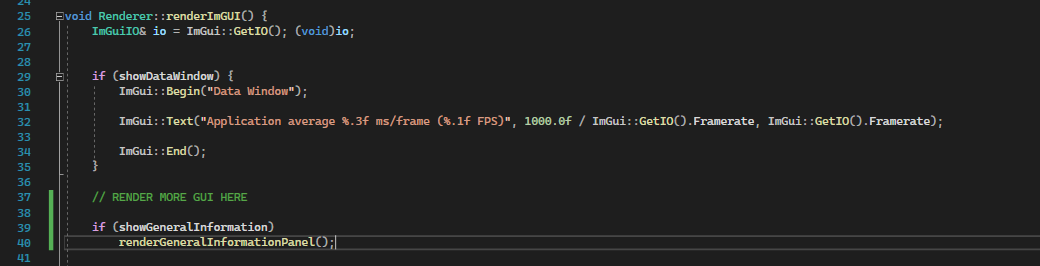 24
25 void Renderer::renderImGUI() {
26 ImGuiIO& io = ImGui::GetIO(); (void)io;
27
28
29 if (showDataWindow) {
30 ImGui::Begin("Data Window");
31
32 ImGui::Text("Application average %.3f ms/frame (%.1f FPS)", 1000.0f / ImGui::GetIO().Framerate, ImGui::GetIO().Framerate);
33
34 ImGui::End();
35 }
36
37 // RENDER MORE GUI HERE
38
39 if (showGeneralInformation)
40 renderGeneralInformationPanel();
41